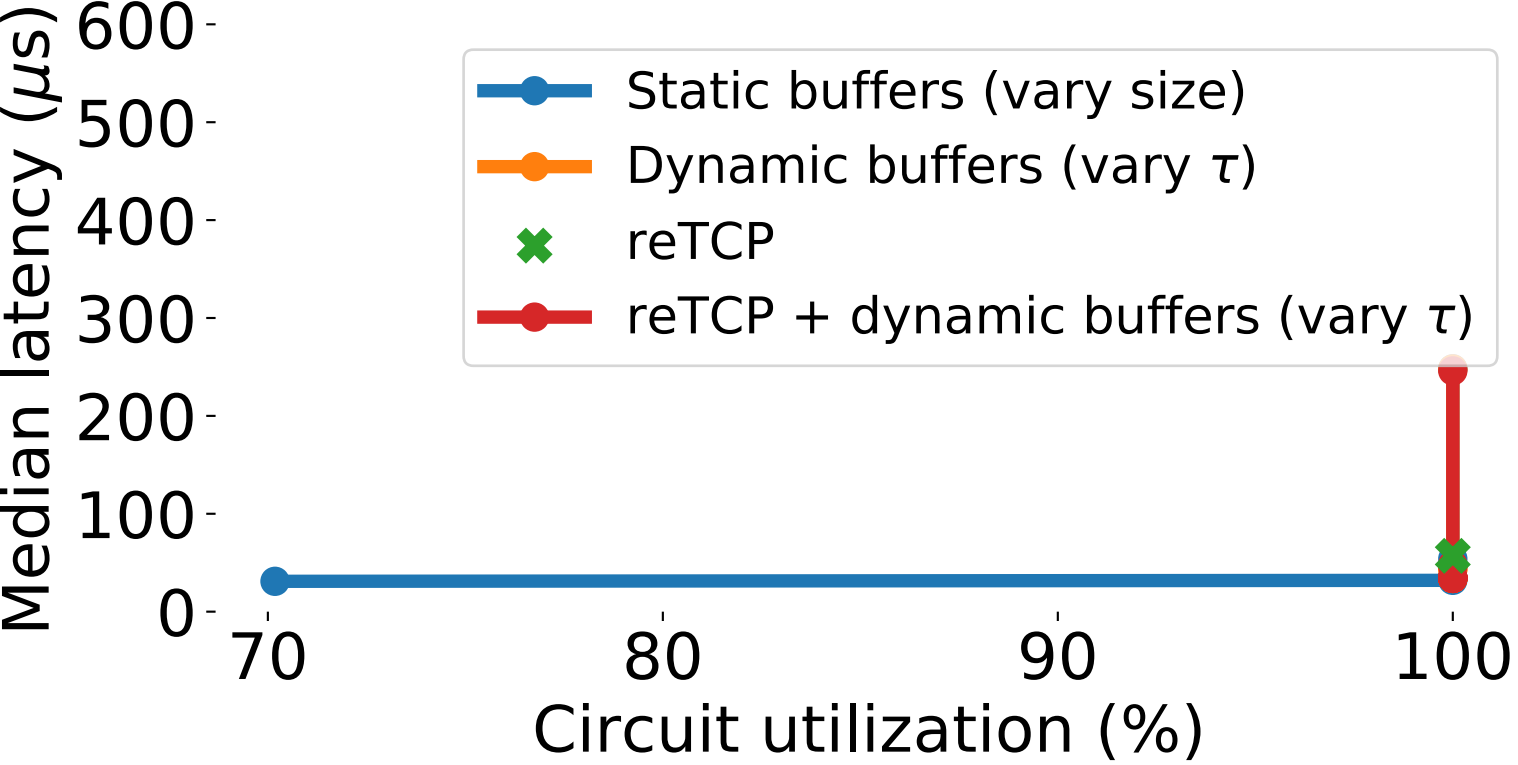 Median latency (μs)
600
500
400
300
200
100
0
Static buffers (vary size)
Dynamic buffers (vary τ)
reTCP
reTCP + dynamic buffers (vary τ)
70 80 90 100
Circuit utilization (%)